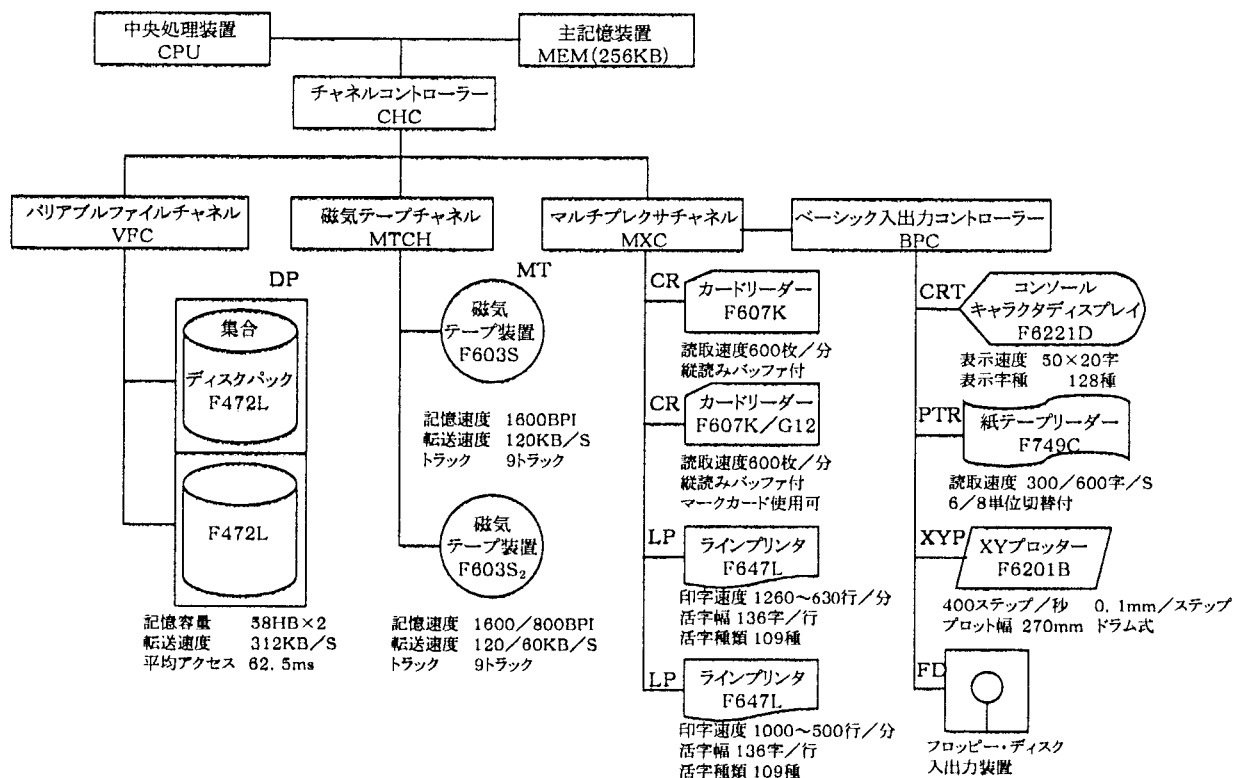 中央処理装置
CPU
主記憶装置
MEM(256KB)
チャネルコントローラー
CHC
バリアブルファイルチャネル
VFC
磁気テープチャネル
MTCH
マルチプレクサチャネル
MXC
ベーシック入出力コントローラー
BPC
DP
集合
ディスクパック
F472L
F472L
記憶容量 58HB×2
転送速度 312KB/S
平均アクセス 62.5ms
MT
磁気
テープ装置
F603S
記憶速度 1600BPI
転送速度 120KB/S
トラック 9トラック
磁気
テープ装置
F603S₂
記憶速度 1600/800BPI
転送速度 120/60KB/S
トラック 9トラック
CR
カードリーダー
F607K
読取速度600枚/分
縦読みバッファ付
CR
カードリーダー
F607K/G12
読取速度600枚/分
縦読みバッファ付
マークカード使用可
LP
ラインプリンタ
F647L
印字速度 1260~630行/分
活字幅 136字/行
活字種類 109種
LP
ラインプリンタ
F647L
印字速度 1000~500行/分
活字幅 136字/行
活字種類 109種
CRT
コンソール
キャラクタディスプレイ
F6221D
表示速度 50×20字
表示字種 128種
PTR
紙テープリーダー
F749C
読取速度 300/600字/S
6/8単位切替付
XYP
XYプロッター
F6201B
400ステップ/秒 0.1mm/ステップ
プロット幅 270mm ドラム式
FD
フロッピー・ディスク
入出力装置